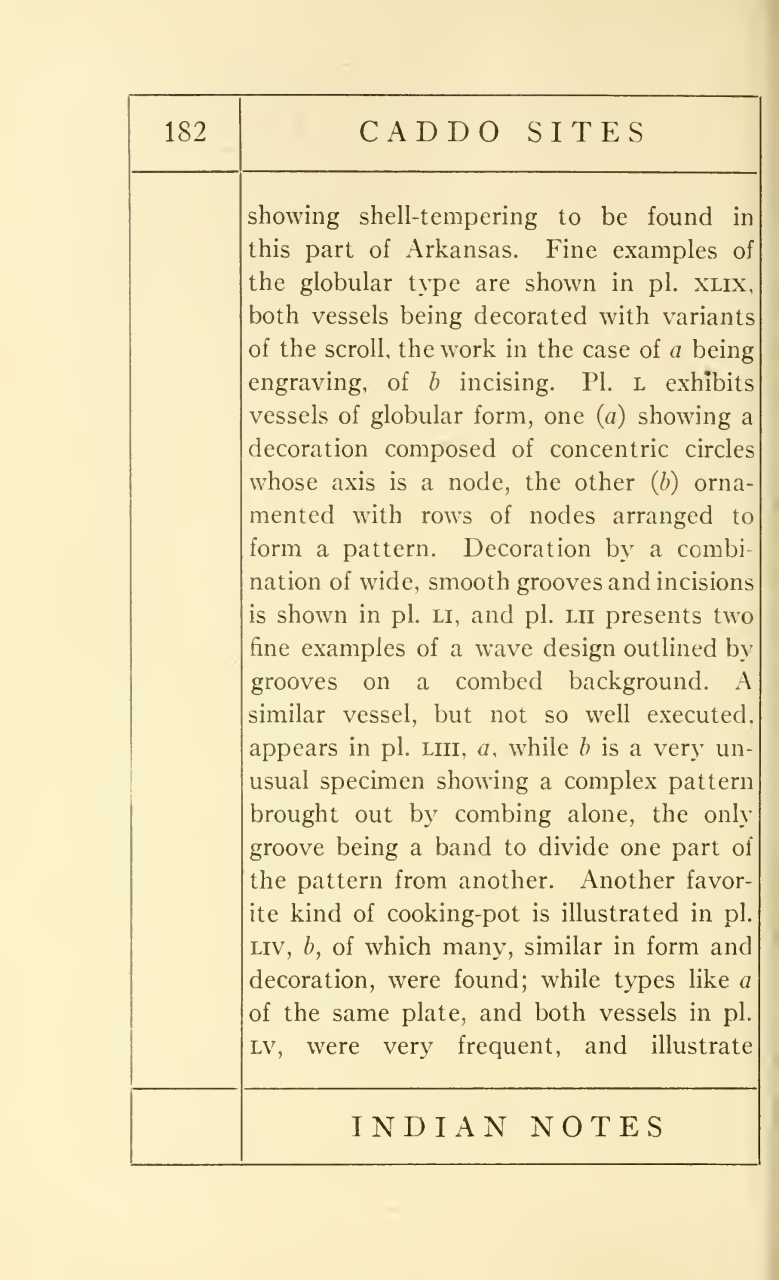 182
CADDO SITES
showing shell-tempering to be found in
this part of Arkansas. Fine examples of
the globular type are shown in pl. XLIX,
both vessels being decorated with variants
of the scroll, the work in the case of a being
engraving, of b incising. Pl. L exhibits
vessels of globular form, one (a) showing a
decoration composed of concentric circles
whose axis is a node, the other (b) orna-
mented with rows of nodes arranged to
form a pattern. Decoration by a combi-
nation of wide, smooth grooves and incisions
is shown in pl. LI, and pl. LII presents two
fine examples of a wave design outlined by
grooves on a combed background. A
similar vessel, but not so well executed,
appears in pl. LIII, a, while b is a very un-
usual specimen showing a complex pattern
brought out by combing alone, the only
groove being a band to divide one part of
the pattern from another. Another favor-
ite kind of cooking-pot is illustrated in pl.
LIV, b, of which many, similar in form and
decoration, were found; while types like a
of the same plate, and both vessels in pl.
LV, were very frequent, and illustrate
INDIAN NOTES